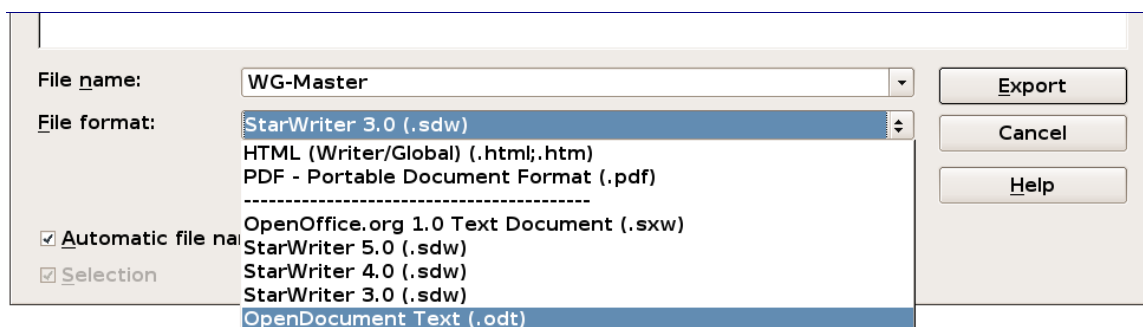 File name:
WG-Master
Export
File format:
StarWriter 3.0 (.sdw)
Cancel
HTML (Writer/Global) (.html;.htm)
PDF - Portable Document Format (.pdf)
Help
------------------------------------------
OpenOffice.org 1.0 Text Document (.sxw)
Automatic file na
StarWriter 5.0 (.sdw)
StarWriter 4.0 (.sdw)
Selection
StarWriter 3.0 (.sdw)
OpenDocument Text (.odt)